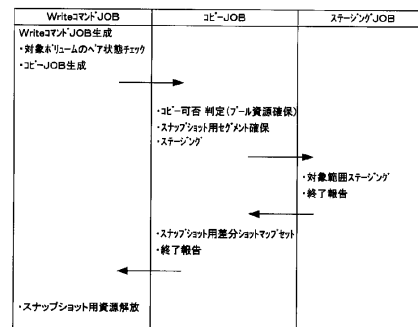 WriteコマンドJOB
コピーJOB
ステージングJOB
WriteコマンドJOB生成
・対象ボリュームのペア状態チェック
・コピーJOB生成
・コピー可否 判定(プール資源確保)
・スナップショット用セグメント確保
・ステージング
・対象範囲ステージング
・終了報告
・スナップショット用差分ショットマップセット
・終了報告
・スナップショット用資源解放